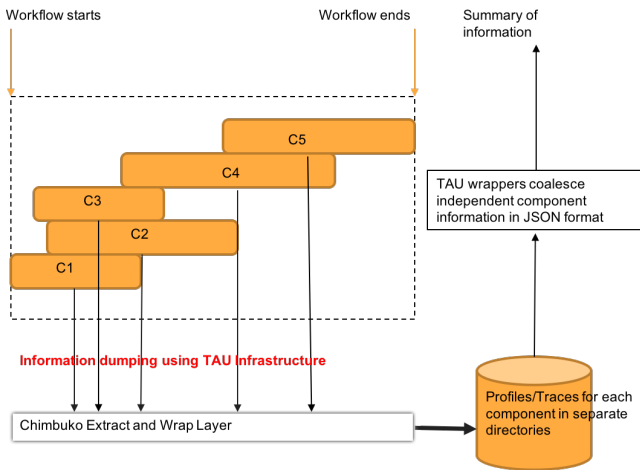 Workflow starts
Workflow ends
Summary of
information
C5
C4
C3
C2
C1
TAU wrappers coalesce
independent component
information in JSON format
Information dumping using TAU Infrastructure
Chimbuko Extract and Wrap Layer
Profiles/Traces for each
component in separate
directories